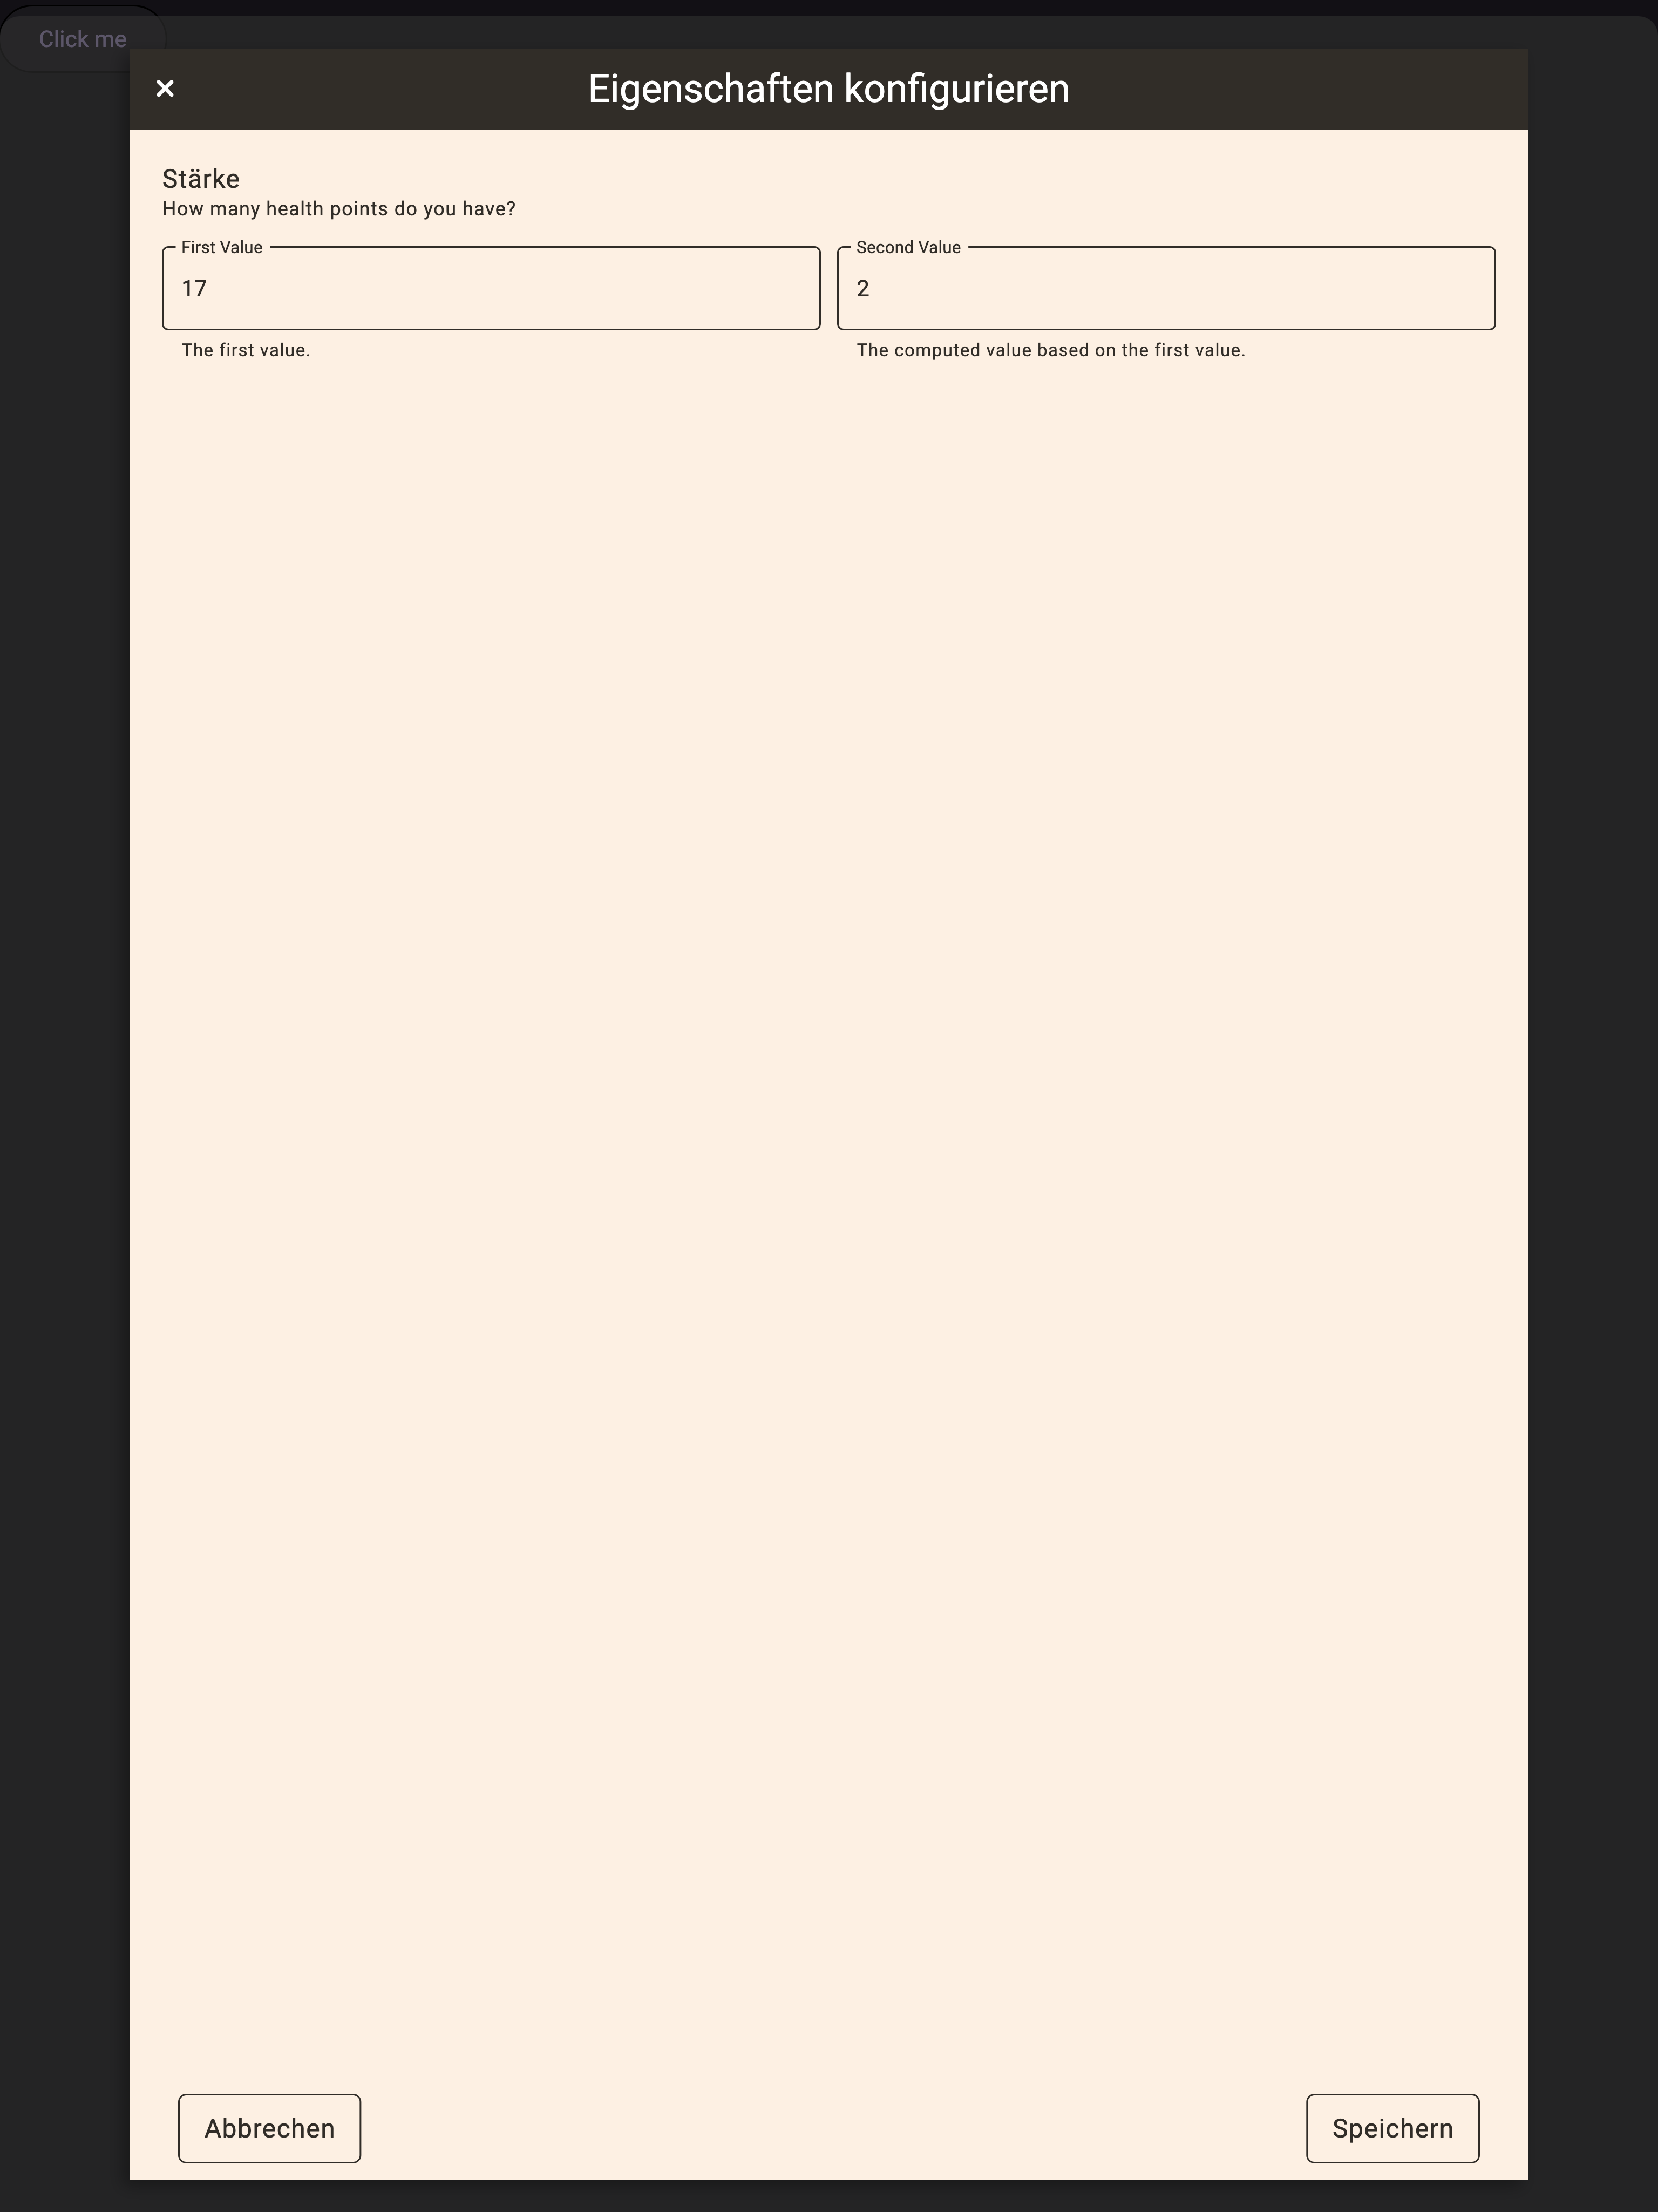 Click me
Eigenschaften konfigurieren
Stärke
How many health points do you have?
First Value
17
The first value.
Second Value
2
The computed value based on the first value.
Abbrechen
Speichern